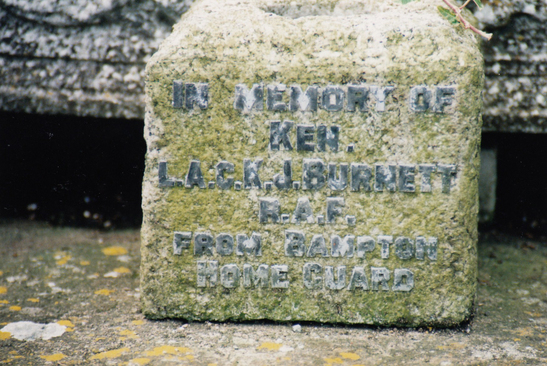 IN MEMORY OF
KEN.
L.A.C.K.J.BURNETT
R.A.F.
FROM BAMPTON
HOME GUARD